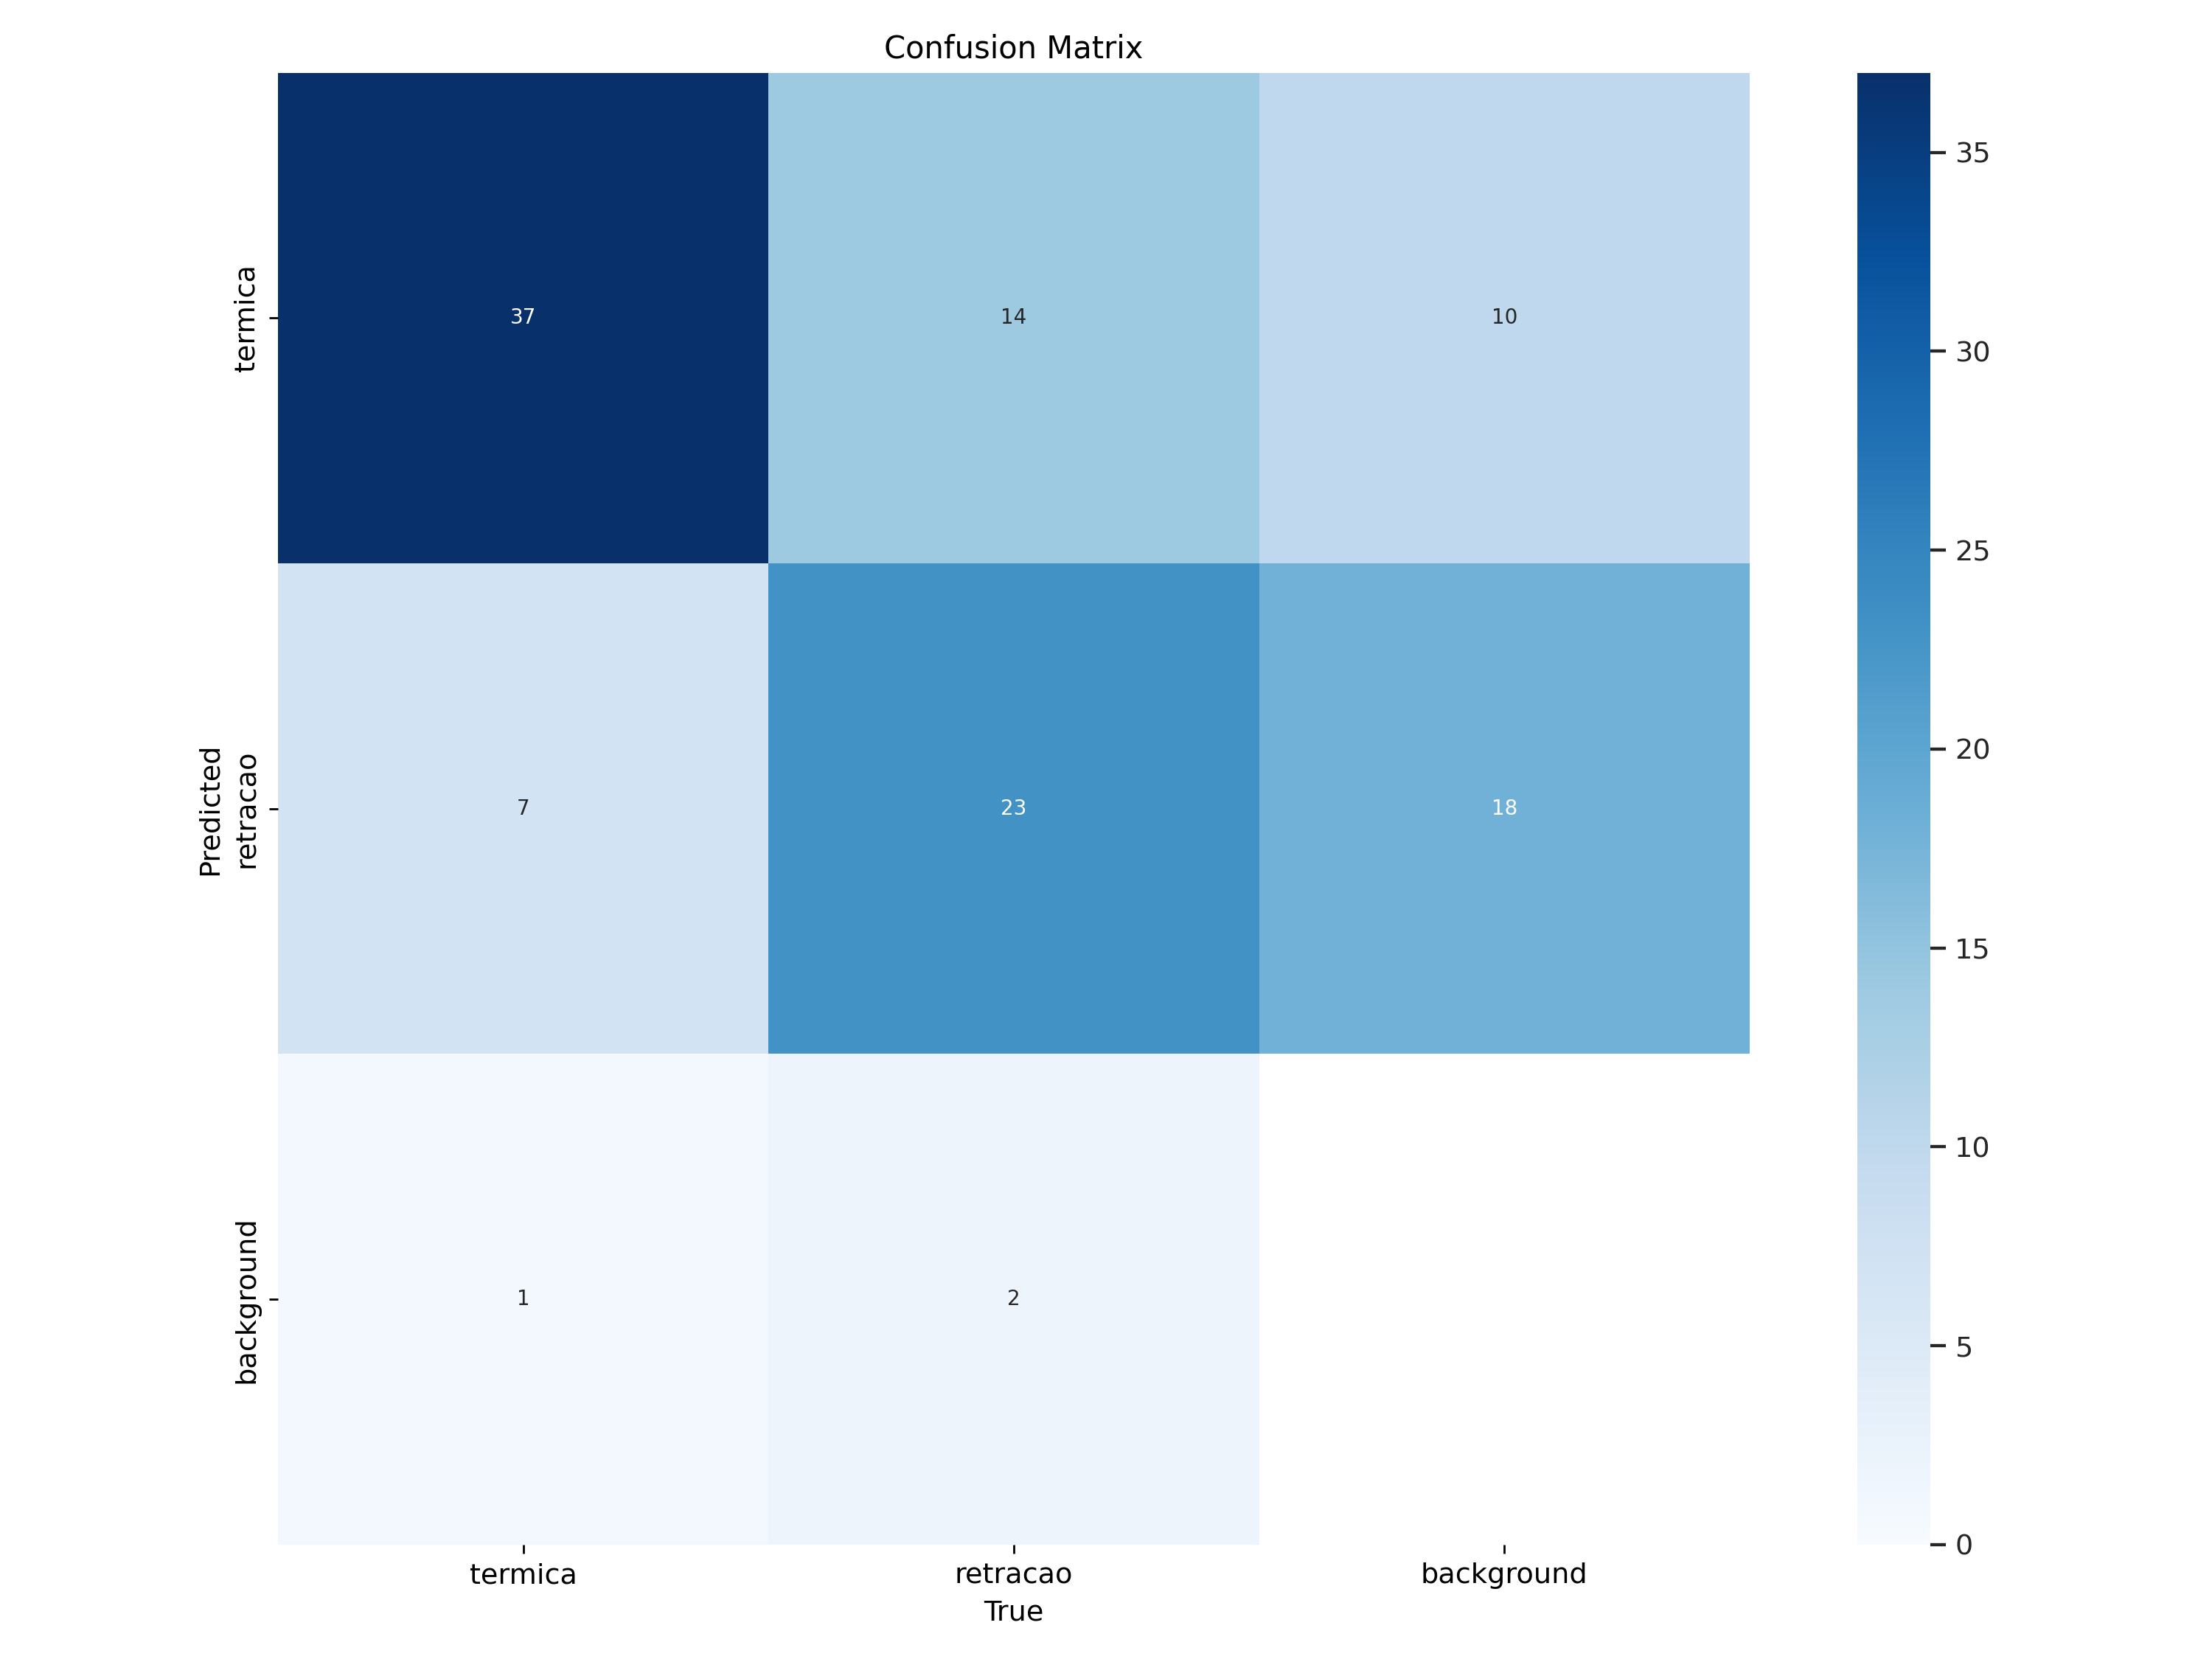 Confusion Matrix
termica
37
14
10
Predicted
retracao
7
23
18
background
1
2
termica
retracao
background
True
35
30
25
20
15
10
5
0